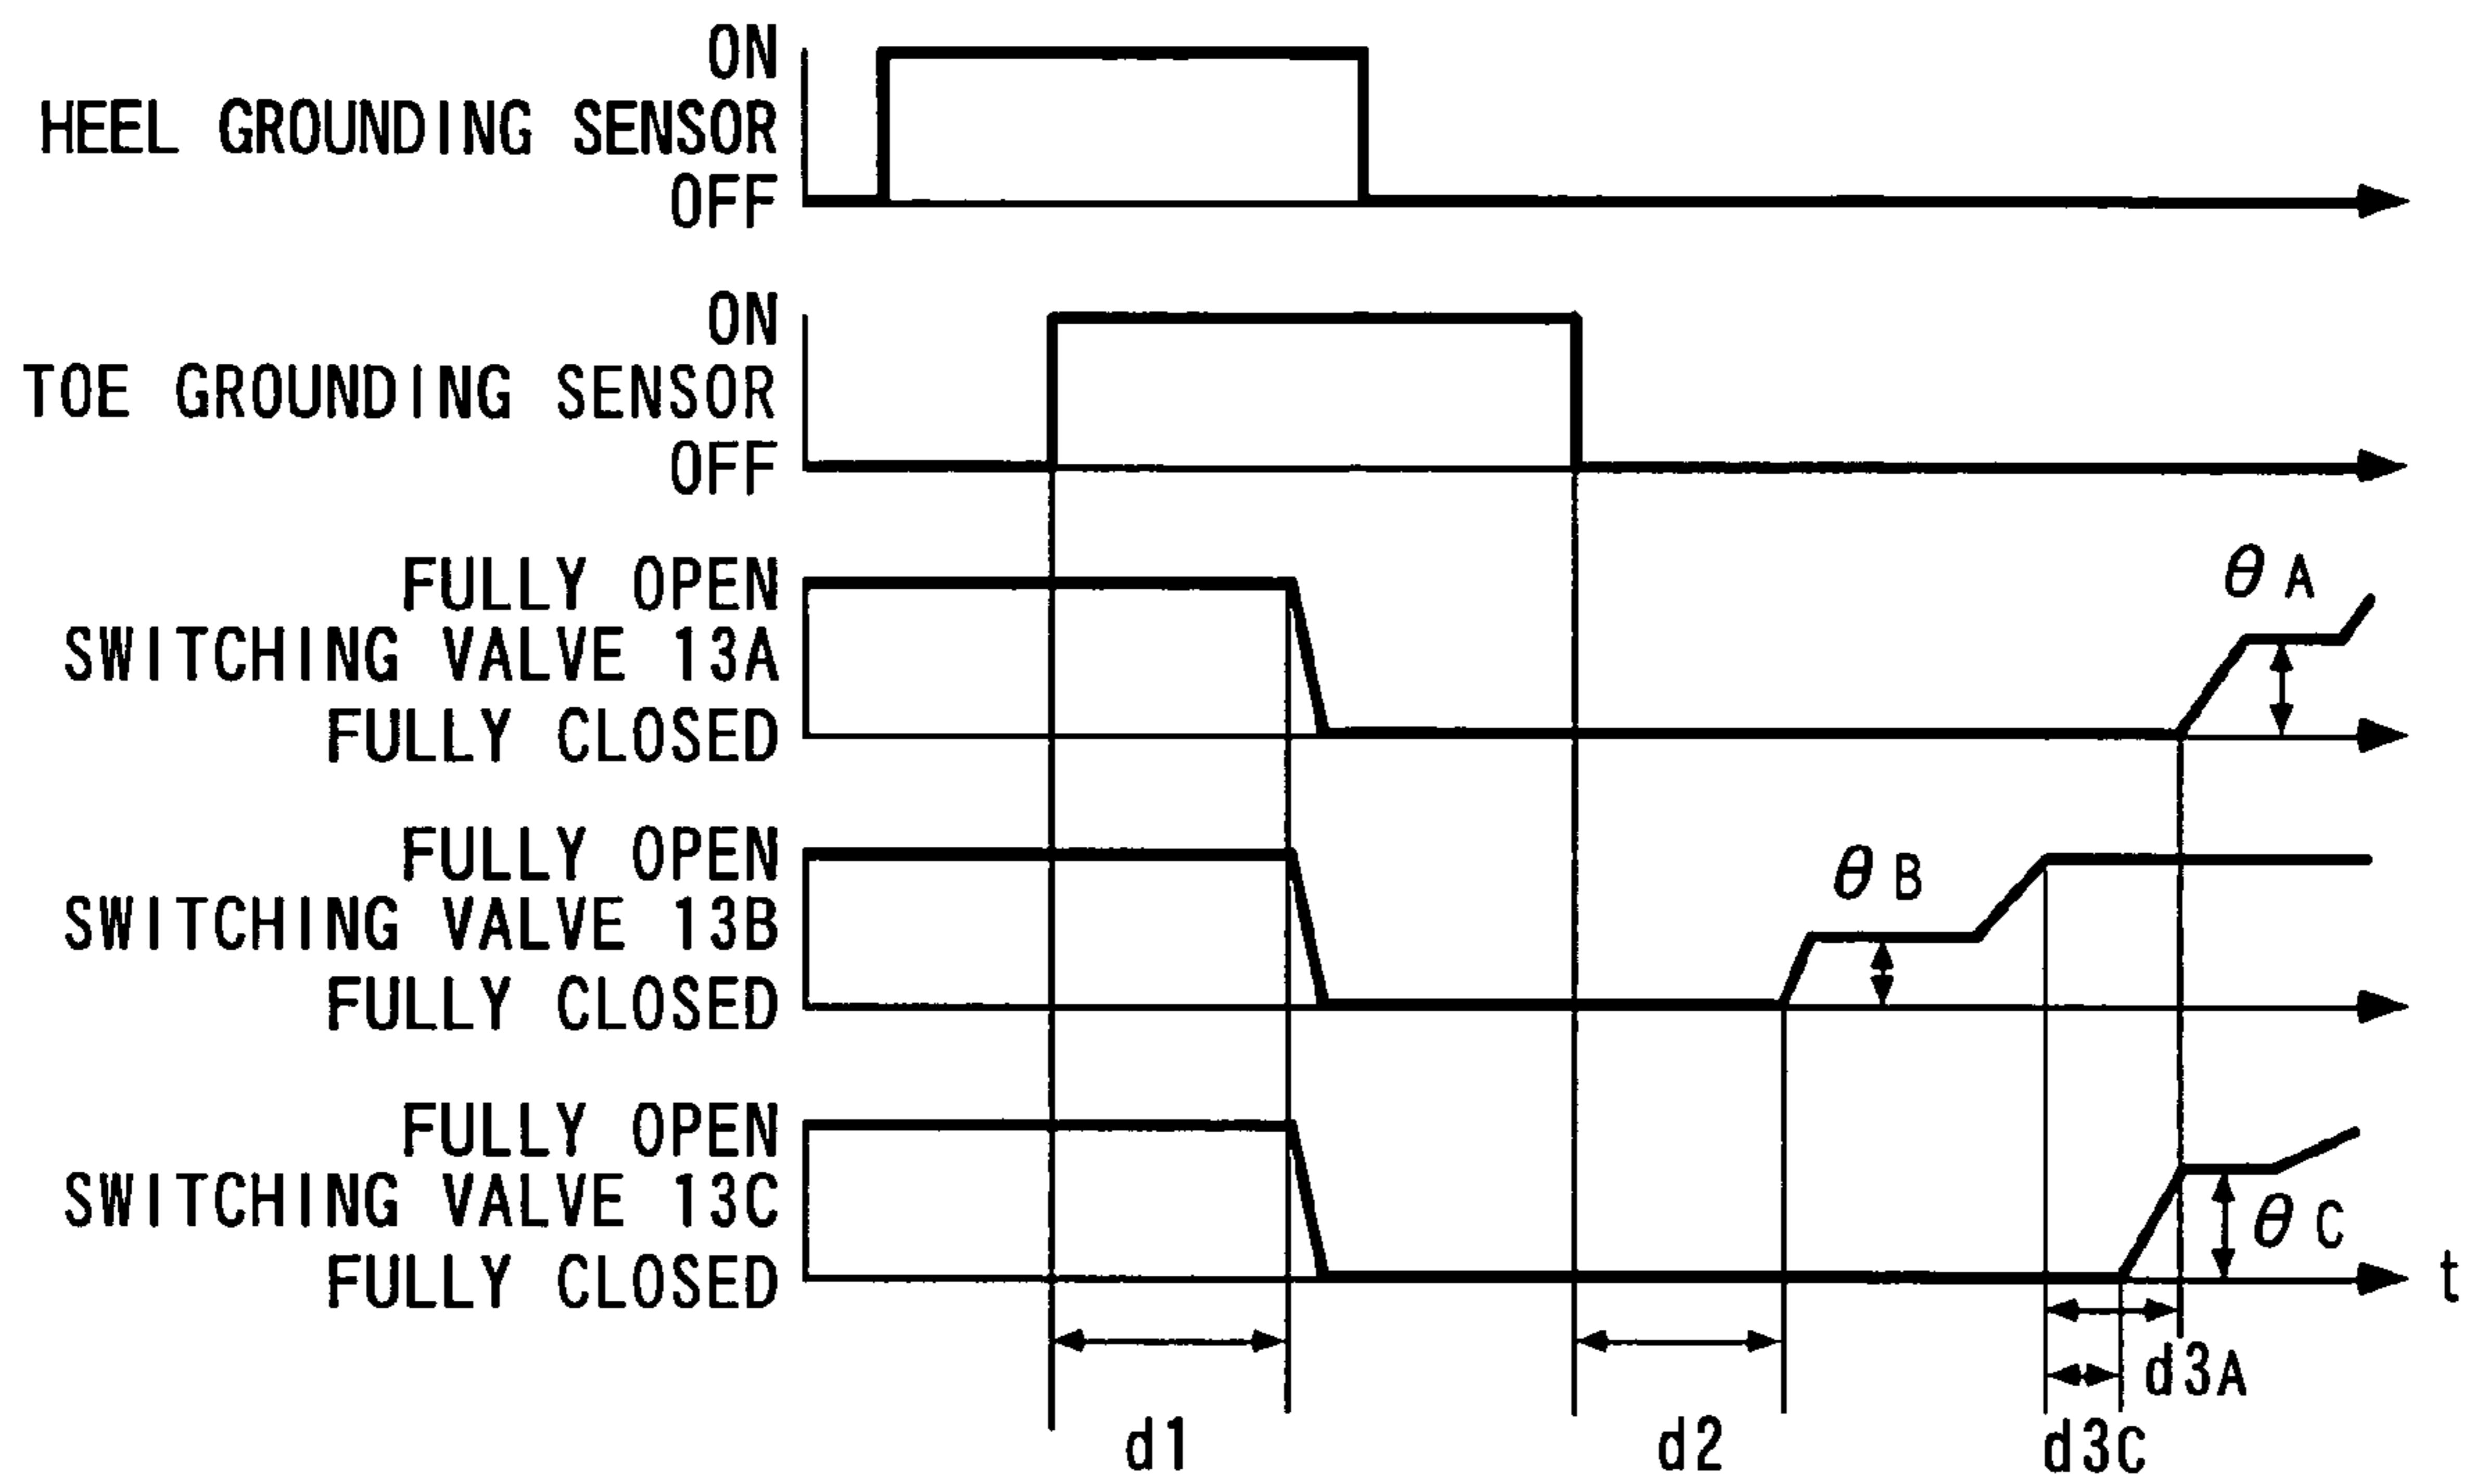 ON
HEEL GROUNDING SENSOR
OFF
ON
TOE GROUNDING SENSOR
OFF
FULLY OPEN
SWITCHING VALVE 13A
FULLY CLOSED
θA
FULLY OPEN
SWITCHING VALVE 13B
FULLY CLOSED
θB
FULLY OPEN
SWITCHING VALVE 13C
FULLY CLOSED
θC
t
d1
d2
d3A
d3C